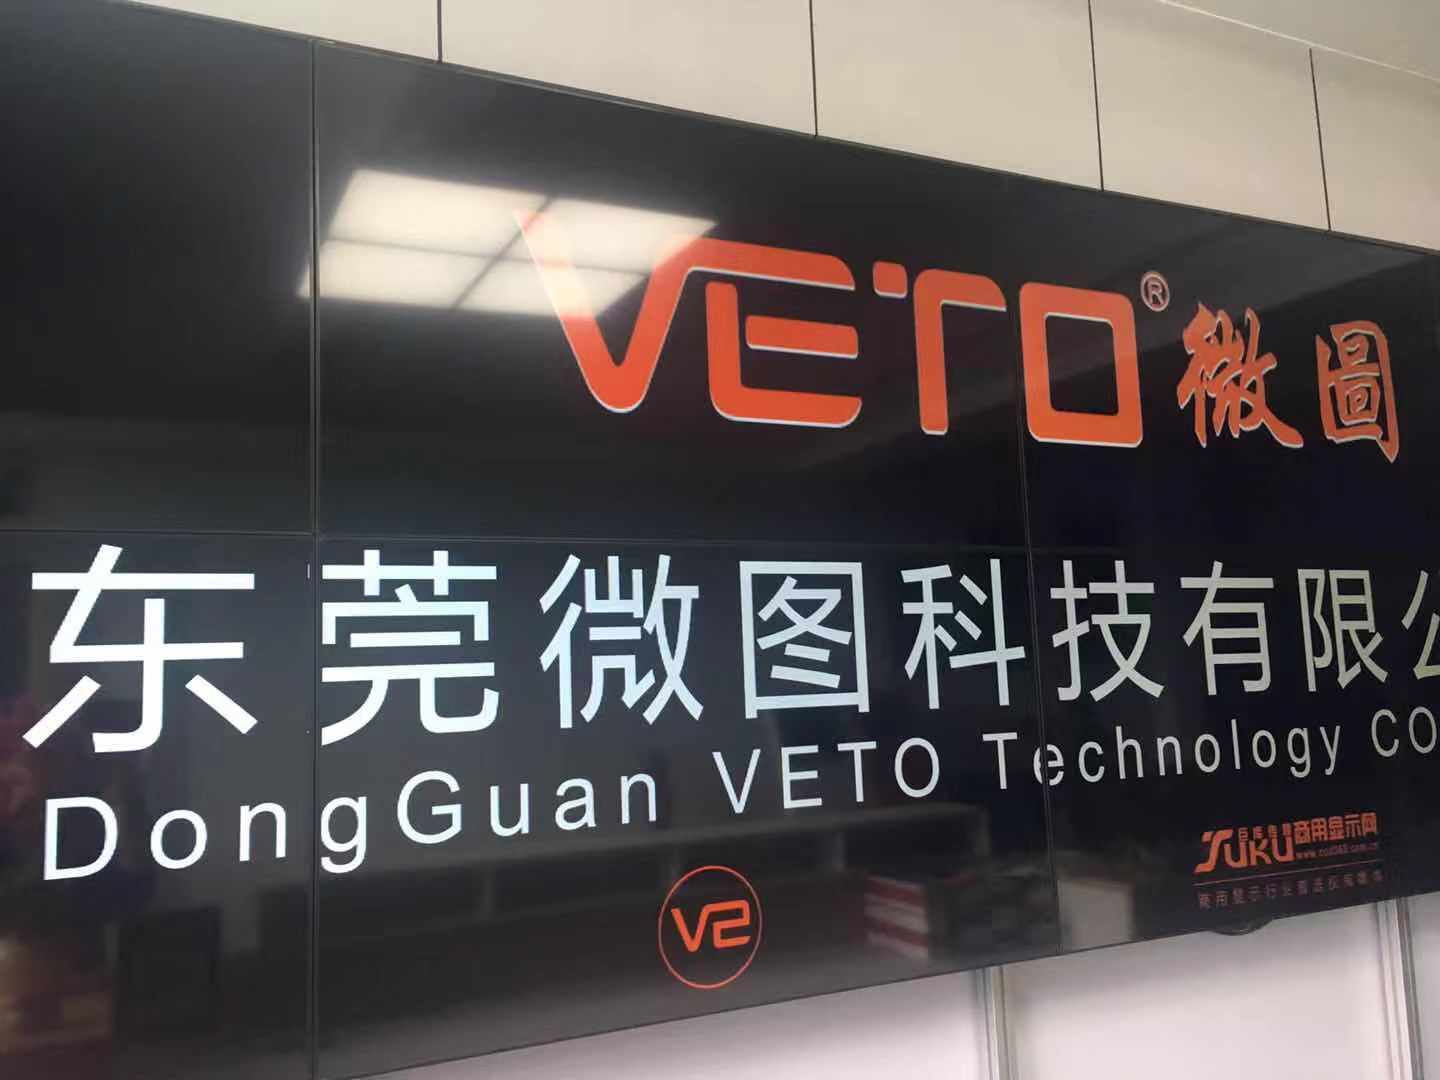 VETO® 微圖
东莞微图科技有限公
DongGuan VETO Technology CO
V2
TUKU 商用显示网